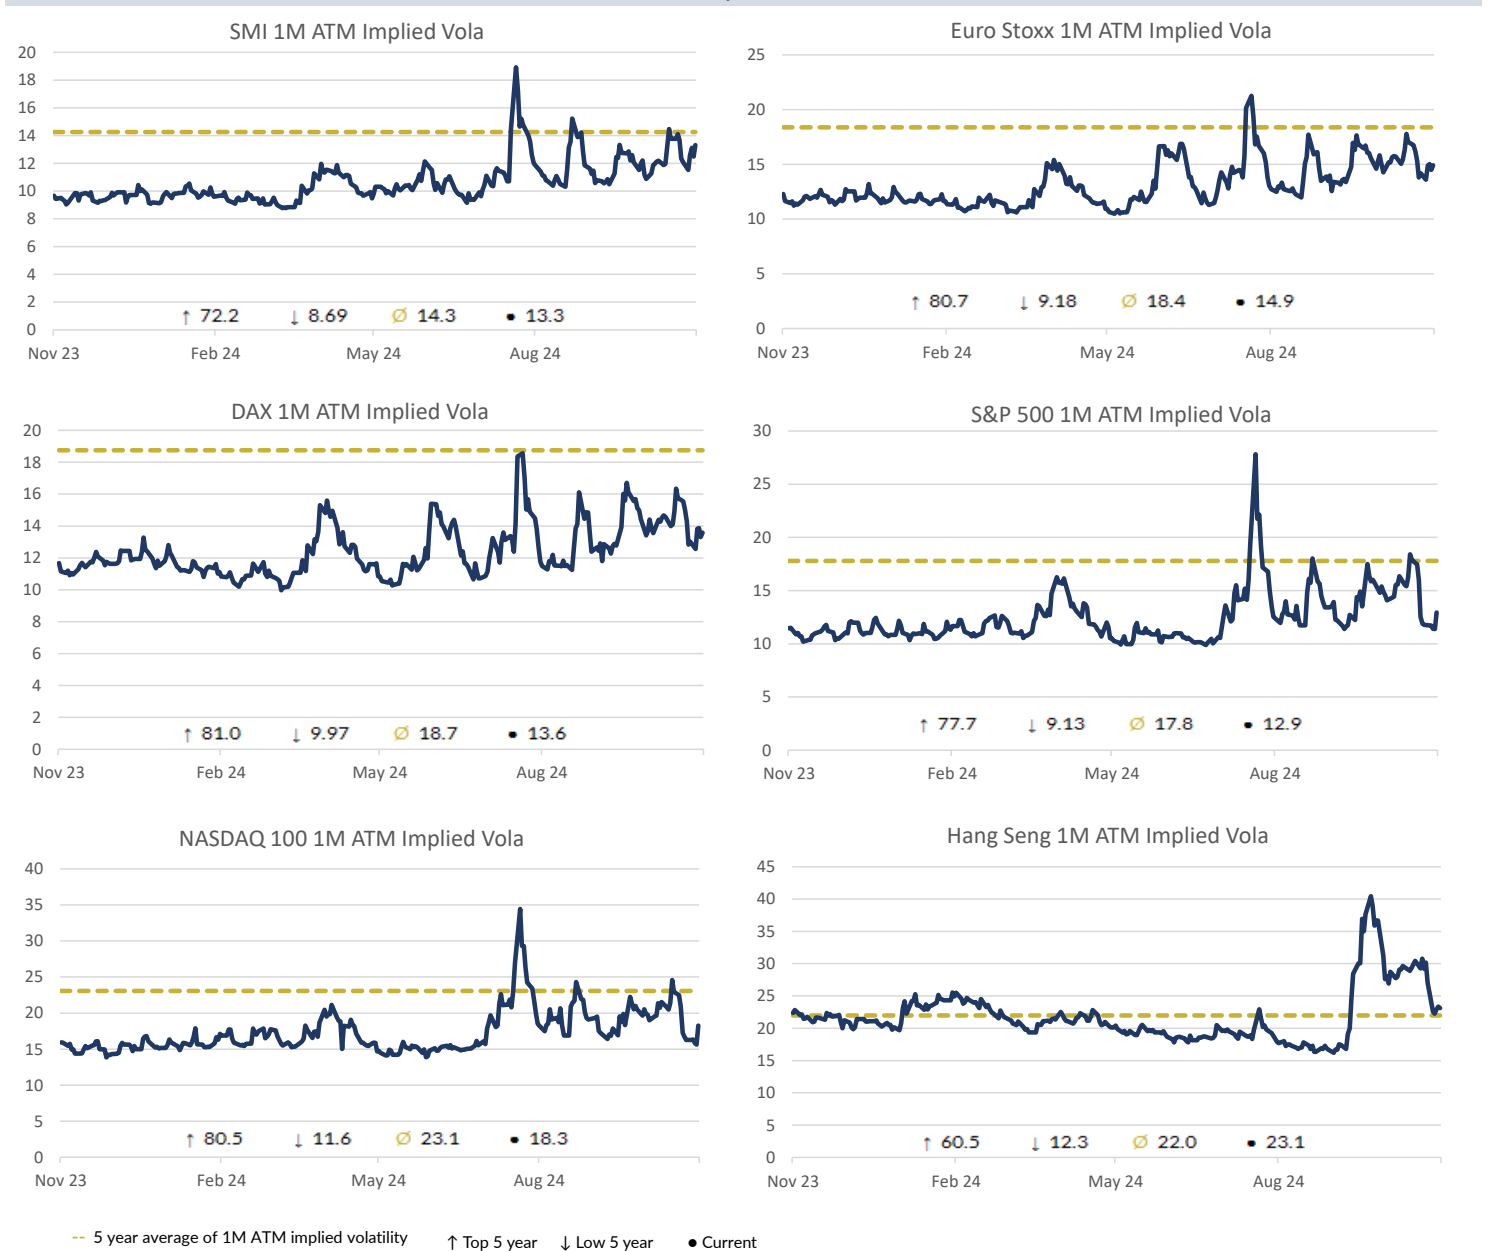 SMI 1M ATM Implied Vola
20
18
16
14
12
10
8
6
4
2
0
↑ 72.2 ↓ 8.69 Ø 14.3 ● 13.3
Nov 23 Feb 24 May 24 Aug 24
Euro Stoxx 1M ATM Implied Vola
25
20
15
10
5
0
↑ 80.7 ↓ 9.18 Ø 18.4 ● 14.9
Nov 23 Feb 24 May 24 Aug 24
DAX 1M ATM Implied Vola
20
18
16
14
12
10
8
6
4
2
0
↑ 81.0 ↓ 9.97 Ø 18.7 ● 13.6
Nov 23 Feb 24 May 24 Aug 24
S&P 500 1M ATM Implied Vola
30
25
20
15
10
5
0
↑ 77.7 ↓ 9.13 Ø 17.8 ● 12.9
Nov 23 Feb 24 May 24 Aug 24
NASDAQ 100 1M ATM Implied Vola
40
35
30
25
20
15
10
5
0
↑ 80.5 ↓ 11.6 Ø 23.1 ● 18.3
Nov 23 Feb 24 May 24 Aug 24
Hang Seng 1M ATM Implied Vola
45
40
35
30
25
20
15
10
5
0
↑ 60.5 ↓ 12.3 Ø 22.0 ● 23.1
Nov 23 Feb 24 May 24 Aug 24
-- 5 year average of 1M ATM implied volatility ↑ Top 5 year ↓ Low 5 year ● Current